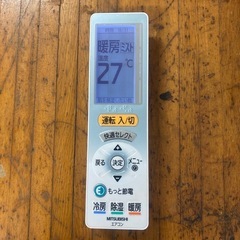 暖房ミスト
温度
27℃
運転 入/切
快適セレクト
戻る
決定
メニュー
もっと節電
冷房 除湿 暖房
MITSUBISHI
エアコン